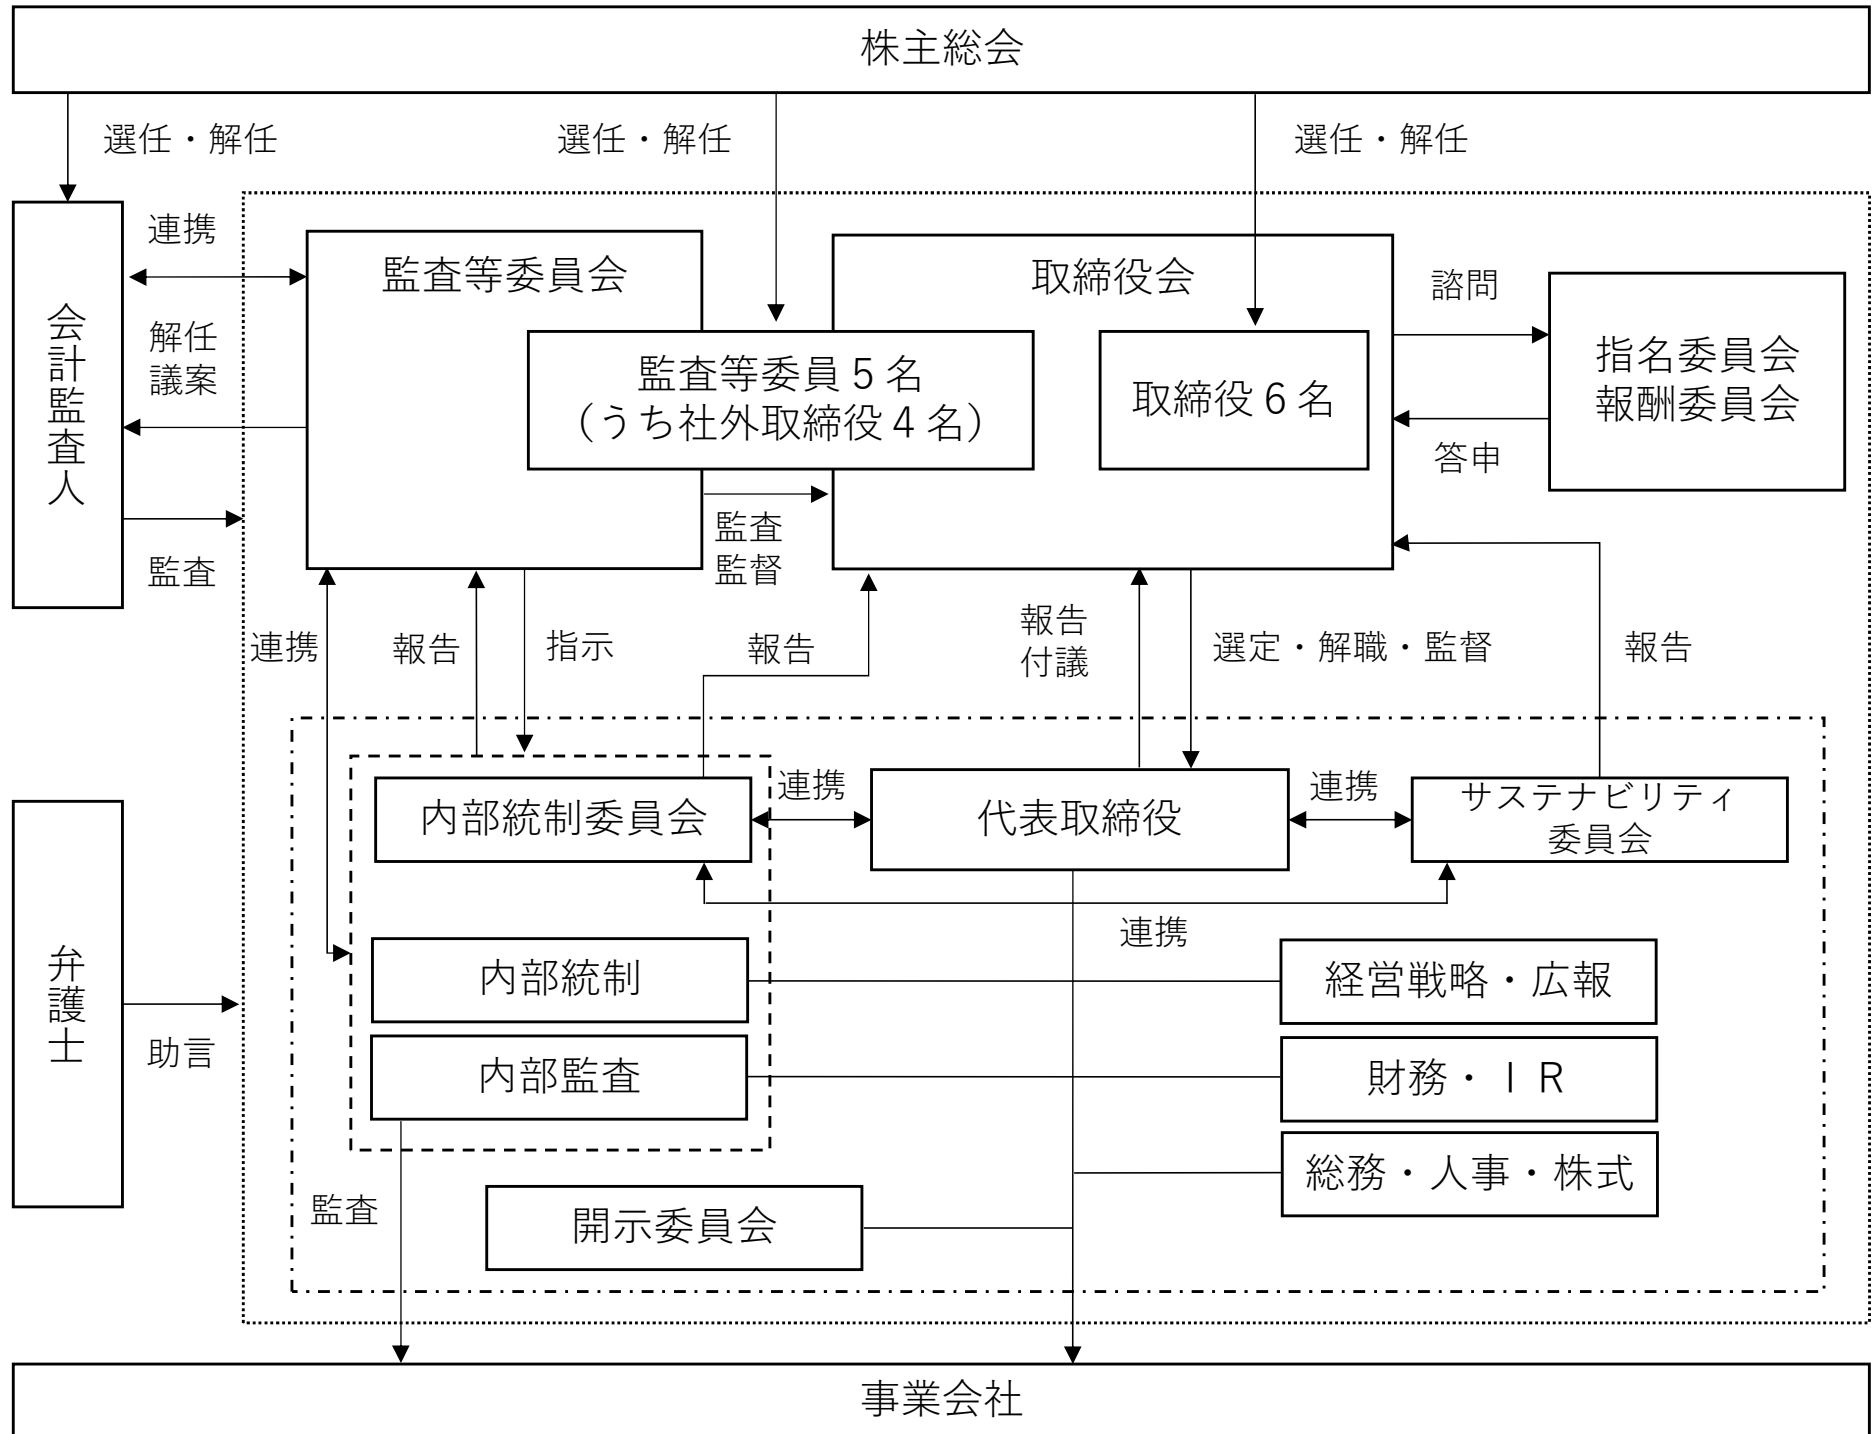 株主総会
選任・解任
選任・解任
選任・解任
会計監査人
連携
解任
議案
監査
監査等委員会
取締役会
監査等委員５名
（うち社外取締役４名）
取締役６名
諮問
答申
指名委員会
報酬委員会
監査
監督
連携
報告
指示
報告
報告
付議
選定・解職・監督
報告
内部統制委員会
連携
代表取締役
連携
サステナビリティ
委員会
連携
弁護士
助言
内部統制
経営戦略・広報
内部監査
財務・ＩＲ
総務・人事・株式
監査
開示委員会
事業会社